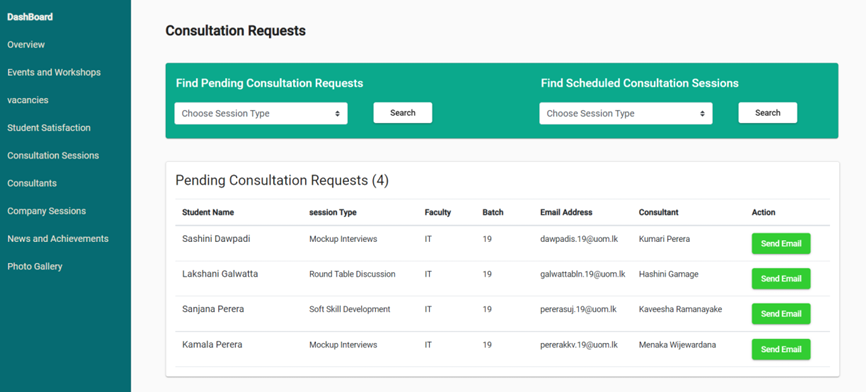 DashBoard
Overview
Events and Workshops
vacancies
Student Satisfaction
Consultation Sessions
Consultants
Company Sessions
News and Achievements
Photo Gallery
Consultation Requests
Find Pending Consultation Requests
Choose Session Type Search
Find Scheduled Consultation Sessions
Choose Session Type Search
Pending Consultation Requests (4)
Student Name session Type Faculty Batch Email Address Consultant Action
Sashini Dawpadi Mockup Interviews IT 19 dawpadis.19@uom.lk Kumari Perera Send Email
Lakshani Galwatta Round Table Discussion IT 19 galwattabln.19@uom.lk Hashini Gamage Send Email
Sanjana Perera Soft Skill Development IT 19 pererasuj.19@uom.lk Kaveesha Ramanayake Send Email
Kamala Perera Mockup Interviews IT 19 pererakkv.19@uom.lk Menaka Wijewardana Send Email